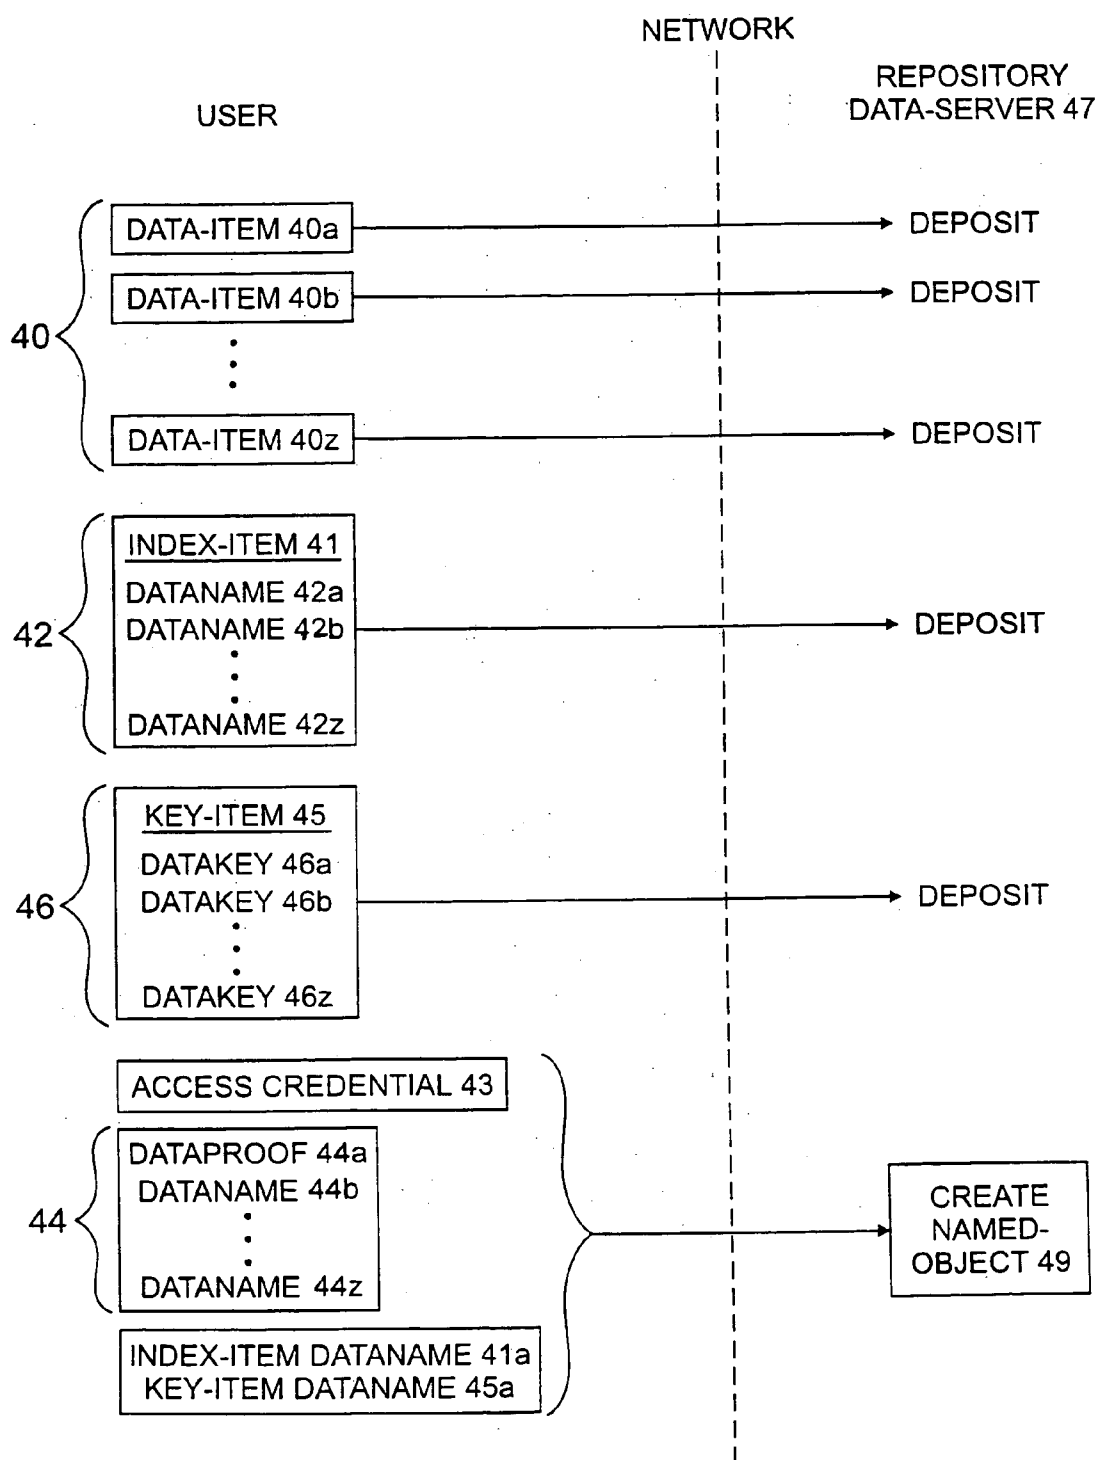 NETWORK
REPOSITORY
DATA-SERVER 47
USER
DATA-ITEM 40a
DEPOSIT
DATA-ITEM 40b
DEPOSIT
40
DATA-ITEM 40z
DEPOSIT
INDEX-ITEM 41
DATANAME 42a
42
DATANAME 42b
DEPOSIT
DATANAME 42z
KEY-ITEM 45
DATAKEY 46a
46
DATAKEY 46b
DEPOSIT
DATAKEY 46z
ACCESS CREDENTIAL 43
DATAPROOF 44a
DATANAME 44b
44
DATANAME 44z
CREATE
NAMED-
OBJECT 49
INDEX-ITEM DATANAME 41a
KEY-ITEM DATANAME 45a